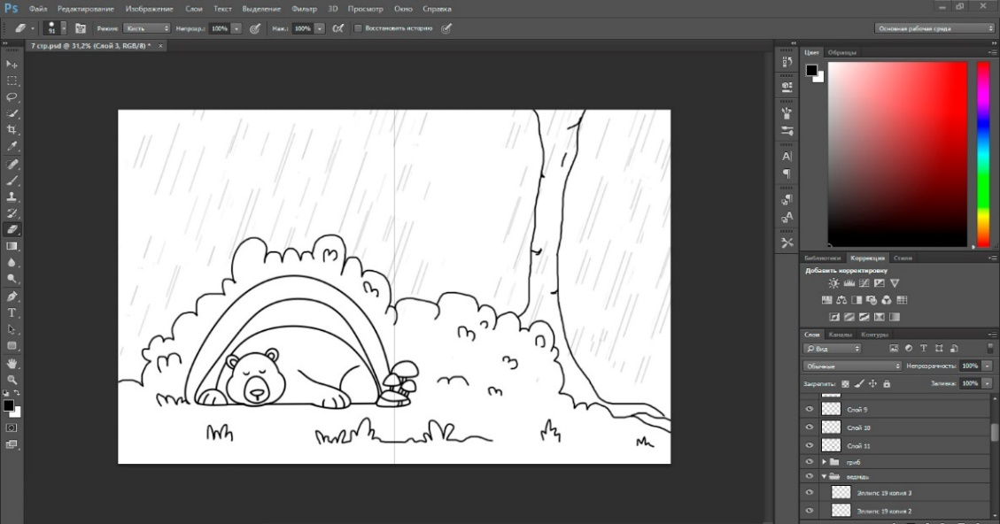 Ps Файл Редактирование Изображение Слои Текст Выделение Фильтр 3D Просмотр Окно Справка
91 Режим: Кисть Непрозр.: 100% Наж.: 100% Восстановить историю Основная рабочая среда
7 стр.psd @ 31,2% (Слой 3, RGB/8) * ×
Цвет Образцы
Библиотеки Коррекция Стили
Добавить корректировку
Слои Каналы Контуры
Вид
Обычные Непрозрачность: 100%
Закрепить: Заливка: 100%
Слой 9
Слой 10
Слой 11
гриб
ведмідь
Эллипс 19 копия 3
Эллипс 19 копия 2